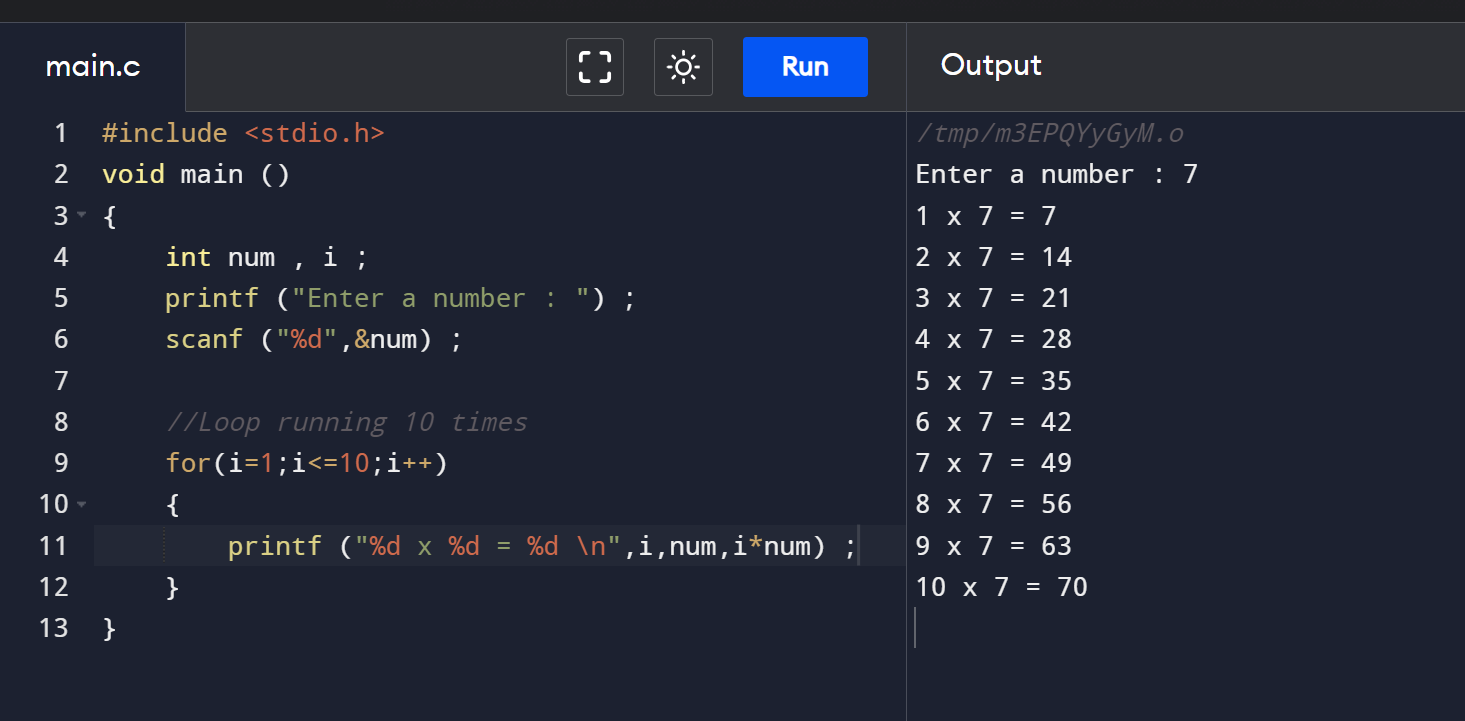 main.c
Run
Output
1 #include <stdio.h>
2 void main ()
3 {
4 int num , i ;
5 printf ("Enter a number : ") ;
6 scanf ("%d",&num) ;
7
8 //Loop running 10 times
9 for(i=1;i<=10;i++)
10 {
11 printf ("%d x %d = %d \n",i,num,i*num) ;
12 }
13 }
/tmp/m3EPQYyGyM.o
Enter a number : 7
1 x 7 = 7
2 x 7 = 14
3 x 7 = 21
4 x 7 = 28
5 x 7 = 35
6 x 7 = 42
7 x 7 = 49
8 x 7 = 56
9 x 7 = 63
10 x 7 = 70